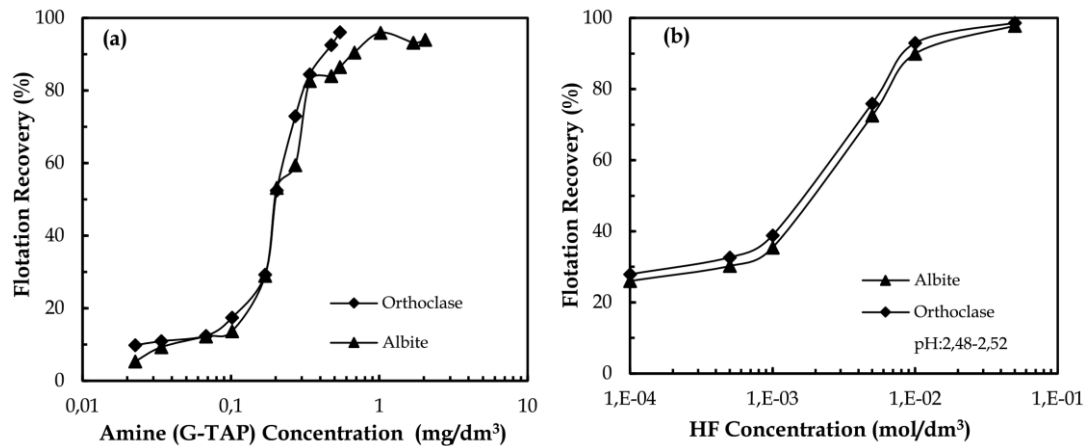 (a)
Flotation Recovery (%)
100
80
60
40
20
0
Orthoclase
Albite
0,01
0,1
1
10
Amine (G-TAP) Concentration (mg/dm³)
(b)
Flotation Recovery (%)
100
80
60
40
20
0
Albite
Orthoclase
pH:2,48-2,52
1,E-04
1,E-03
1,E-02
1,E-01
HF Concentration (mol/dm³)